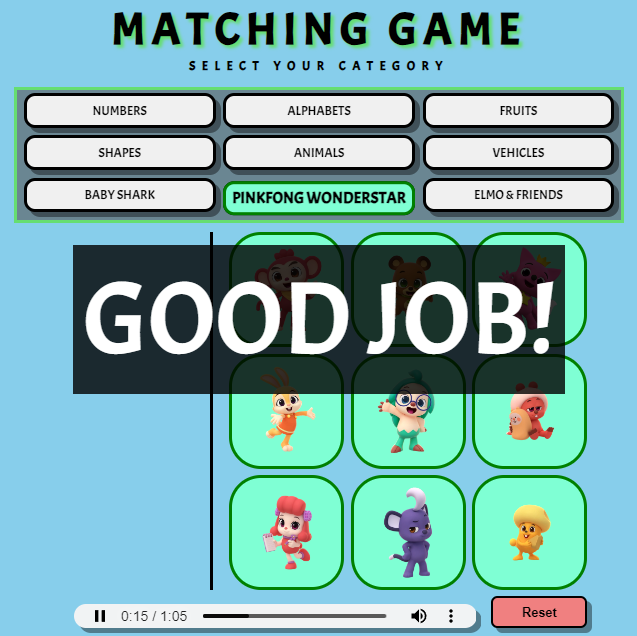 MATCHING GAME
SELECT YOUR CATEGORY
NUMBERS
ALPHABETS
FRUITS
SHAPES
ANIMALS
VEHICLES
BABY SHARK
PINKFONG WONDERSTAR
ELMO & FRIENDS
GOOD JOB!
0:15 / 1:05
Reset